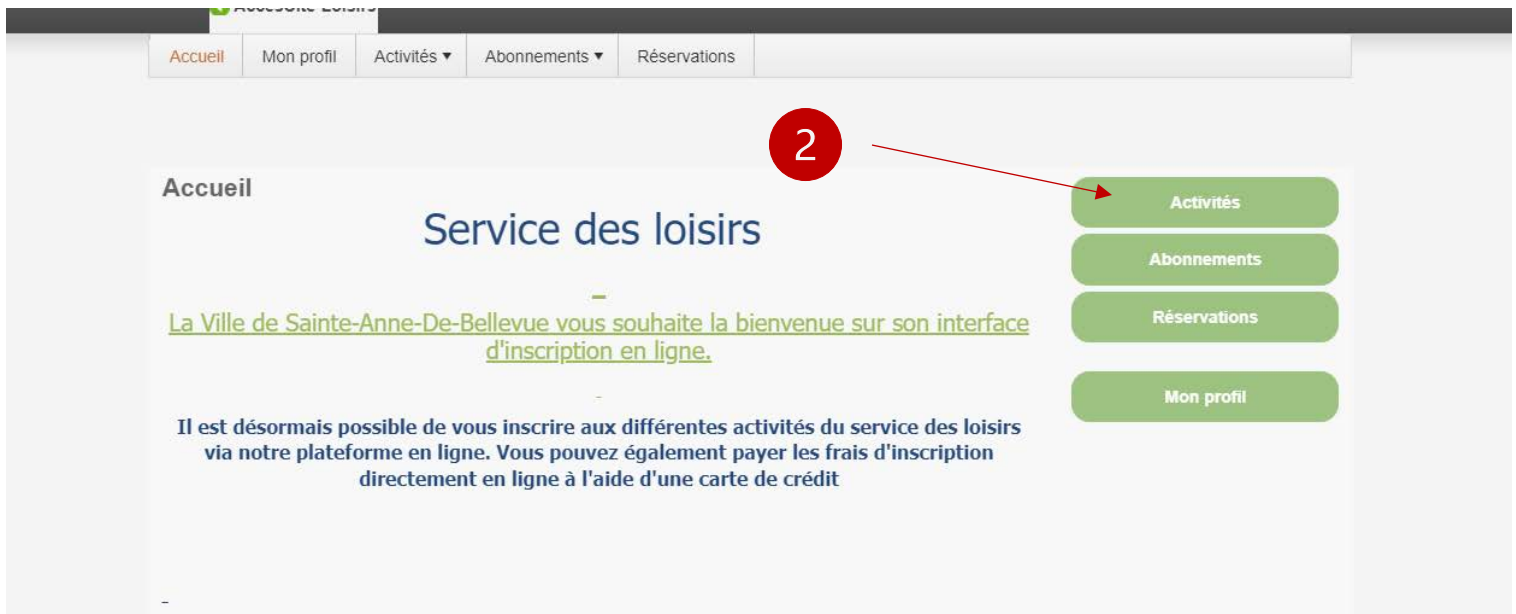 Accueil Mon profil Activités ▼ Abonnements ▼ Réservations
2
Accueil
Service des loisirs
La Ville de Sainte-Anne-De-Bellevue vous souhaite la bienvenue sur son interface
d'inscription en ligne.
Il est désormais possible de vous inscrire aux différentes activités du service des loisirs
via notre plateforme en ligne. Vous pouvez également payer les frais d'inscription
directement en ligne à l'aide d'une carte de crédit
Activités
Abonnements
Réservations
Mon profil